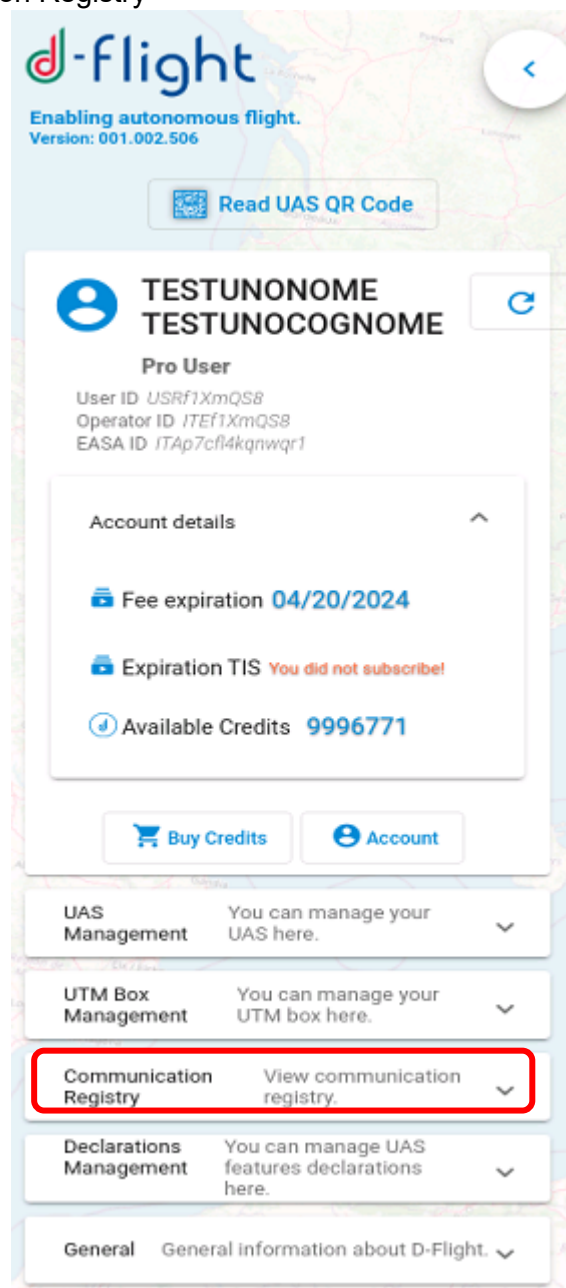 on Registry
d-flight
Enabling autonomous flight.
Version: 001.002.506
Read UAS QR Code
TESTUNONOME
TESTUNOCOGNOME
Pro User
User ID USRf1XmQS8
Operator ID ITEf1XmQS8
EASA ID ITAp7cfl4kqnwqr1
Account details
Fee expiration 04/20/2024
Expiration TIS You did not subscribe!
Available Credits 9996771
Buy Credits Account
UAS Management You can manage your UAS here.
UTM Box Management You can manage your UTM box here.
Communication Registry View communication registry.
Declarations Management You can manage UAS features declarations here.
General General information about D-Flight.